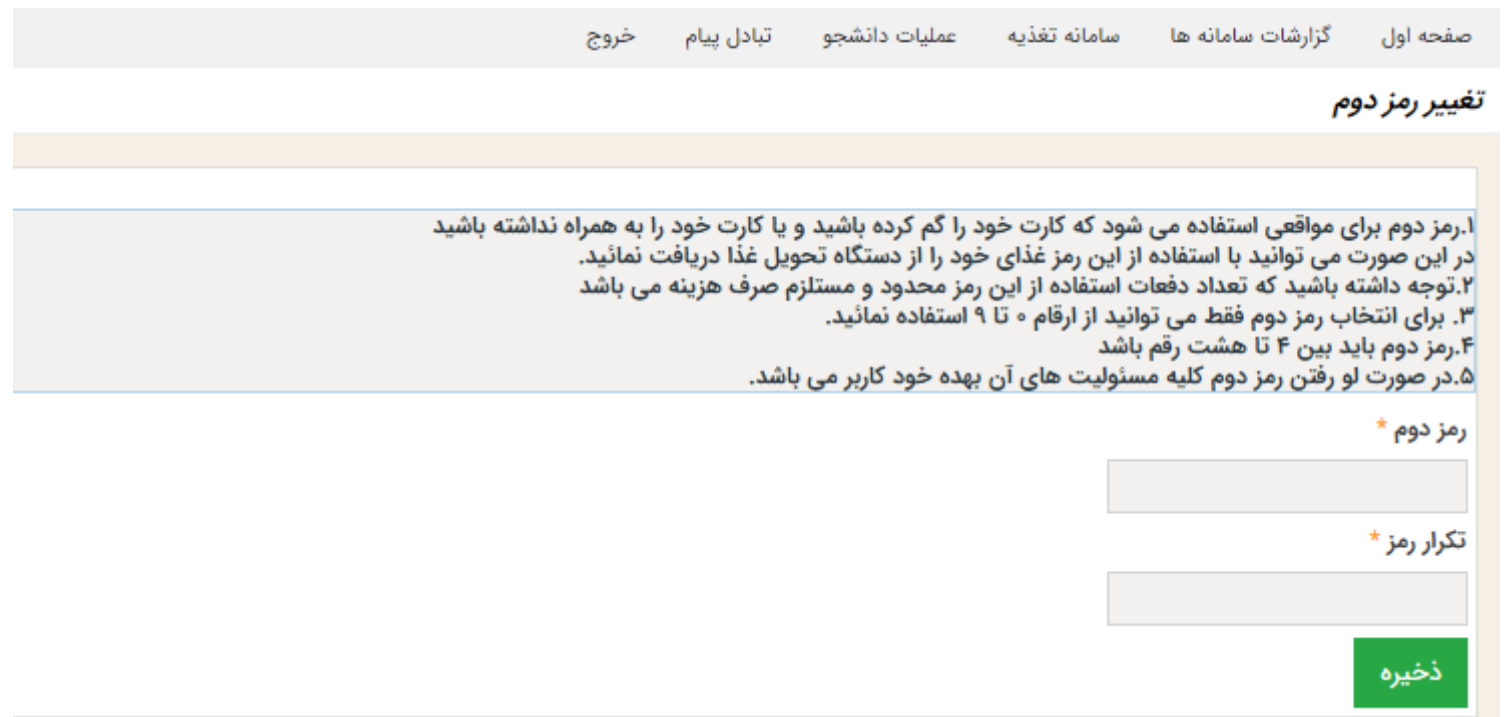 صفحه اول گزارشات سامانه ها سامانه تغذیه عملیات دانشجو تبادل پیام خروج
تغییر رمز دوم
۱.رمز دوم برای مواقعی استفاده می شود که کارت خود را گم کرده باشید و یا کارت خود را به همراه نداشته باشید
در این صورت می توانید با استفاده از این رمز غذای خود را از دستگاه تحویل غذا دریافت نمائید.
۲.توجه داشته باشید که تعداد دفعات استفاده از این رمز محدود و مستلزم صرف هزینه می باشد
۳. برای انتخاب رمز دوم فقط می توانید از ارقام ۰ تا ۹ استفاده نمائید.
۴.رمز دوم باید بین ۴ تا هشت رقم باشد
۵.در صورت لو رفتن رمز دوم کلیه مسئولیت های آن بهده خود کاربر می باشد.
رمز دوم *
تکرار رمز *
ذخیره